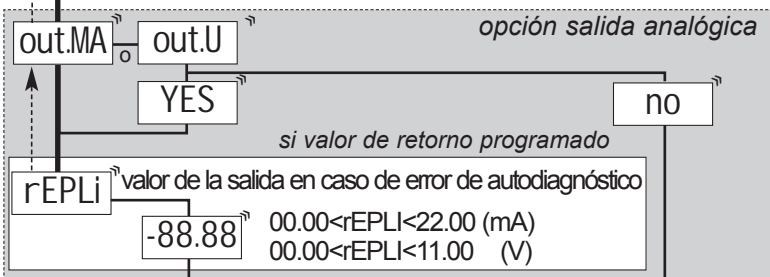 opción salida analógica
out.MA o out.U
YES
no
si valor de retorno programado
rEPLi valor de la salida en caso de error de autodiagnóstico
-88.88 00.00<rEPLI<22.00 (mA)
00.00<rEPLI<11.00 (V)